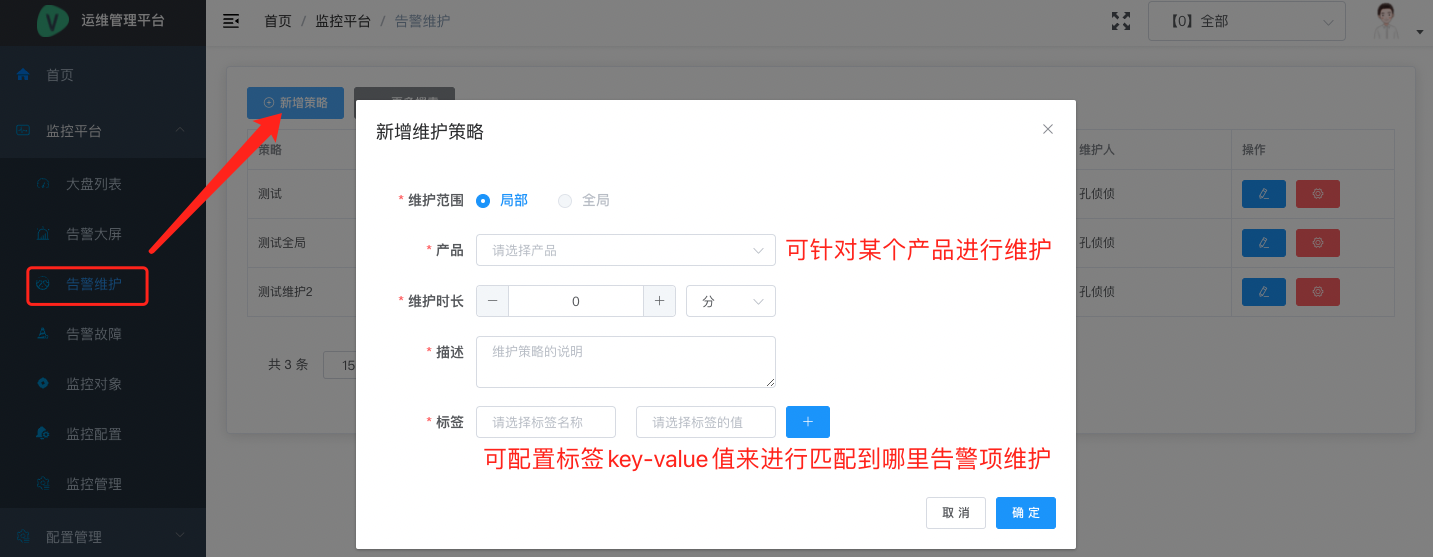 V
运维管理平台
首页 / 监控平台 / 告警维护
【0】全部
首页
监控平台
大盘列表
告警大屏
告警维护
告警故障
监控对象
监控配置
监控管理
配置管理
新增策略
策略
维护人
操作
测试
孔侦侦
测试全局
孔侦侦
测试维护2
孔侦侦
共 3 条
15
新增维护策略
* 维护范围
局部
全局
* 产品
请选择产品
可针对某个产品进行维护
* 维护时长
0
分
* 描述
维护策略的说明
* 标签
请选择标签名称
请选择标签的值
可配置标签key-value值来进行匹配到哪里告警项维护
取 消
确 定